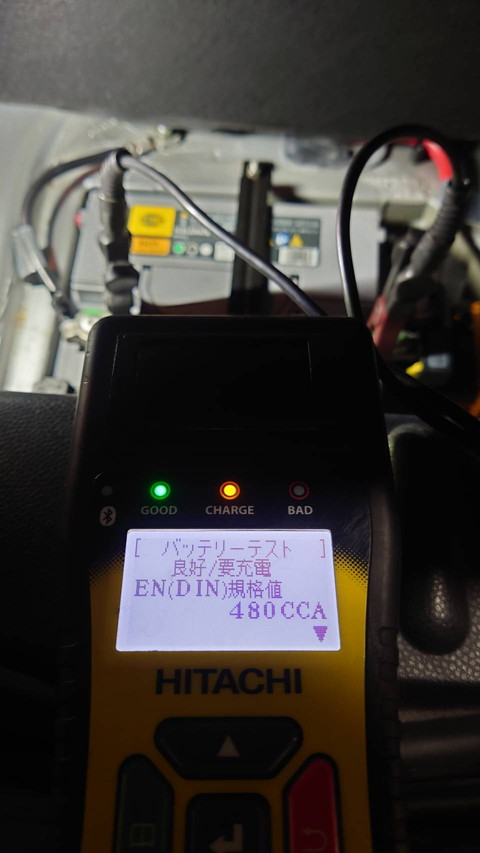 GOOD
CHARGE
BAD
[ バッテリーテスト ]
良好/要充電
EN(DIN)規格値
480CCA
HITACHI